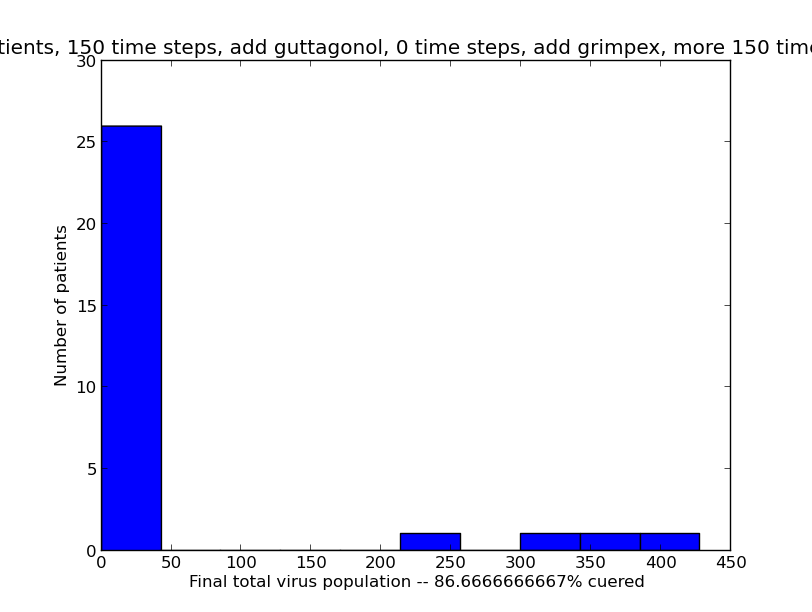 tients, 150 time steps, add guttagonol, 0 time steps, add grimpex, more 150 time
30
25
20
15
10
5
0
Number of patients
0 50 100 150 200 250 300 350 400 450
Final total virus population -- 86.6666666667% cuered